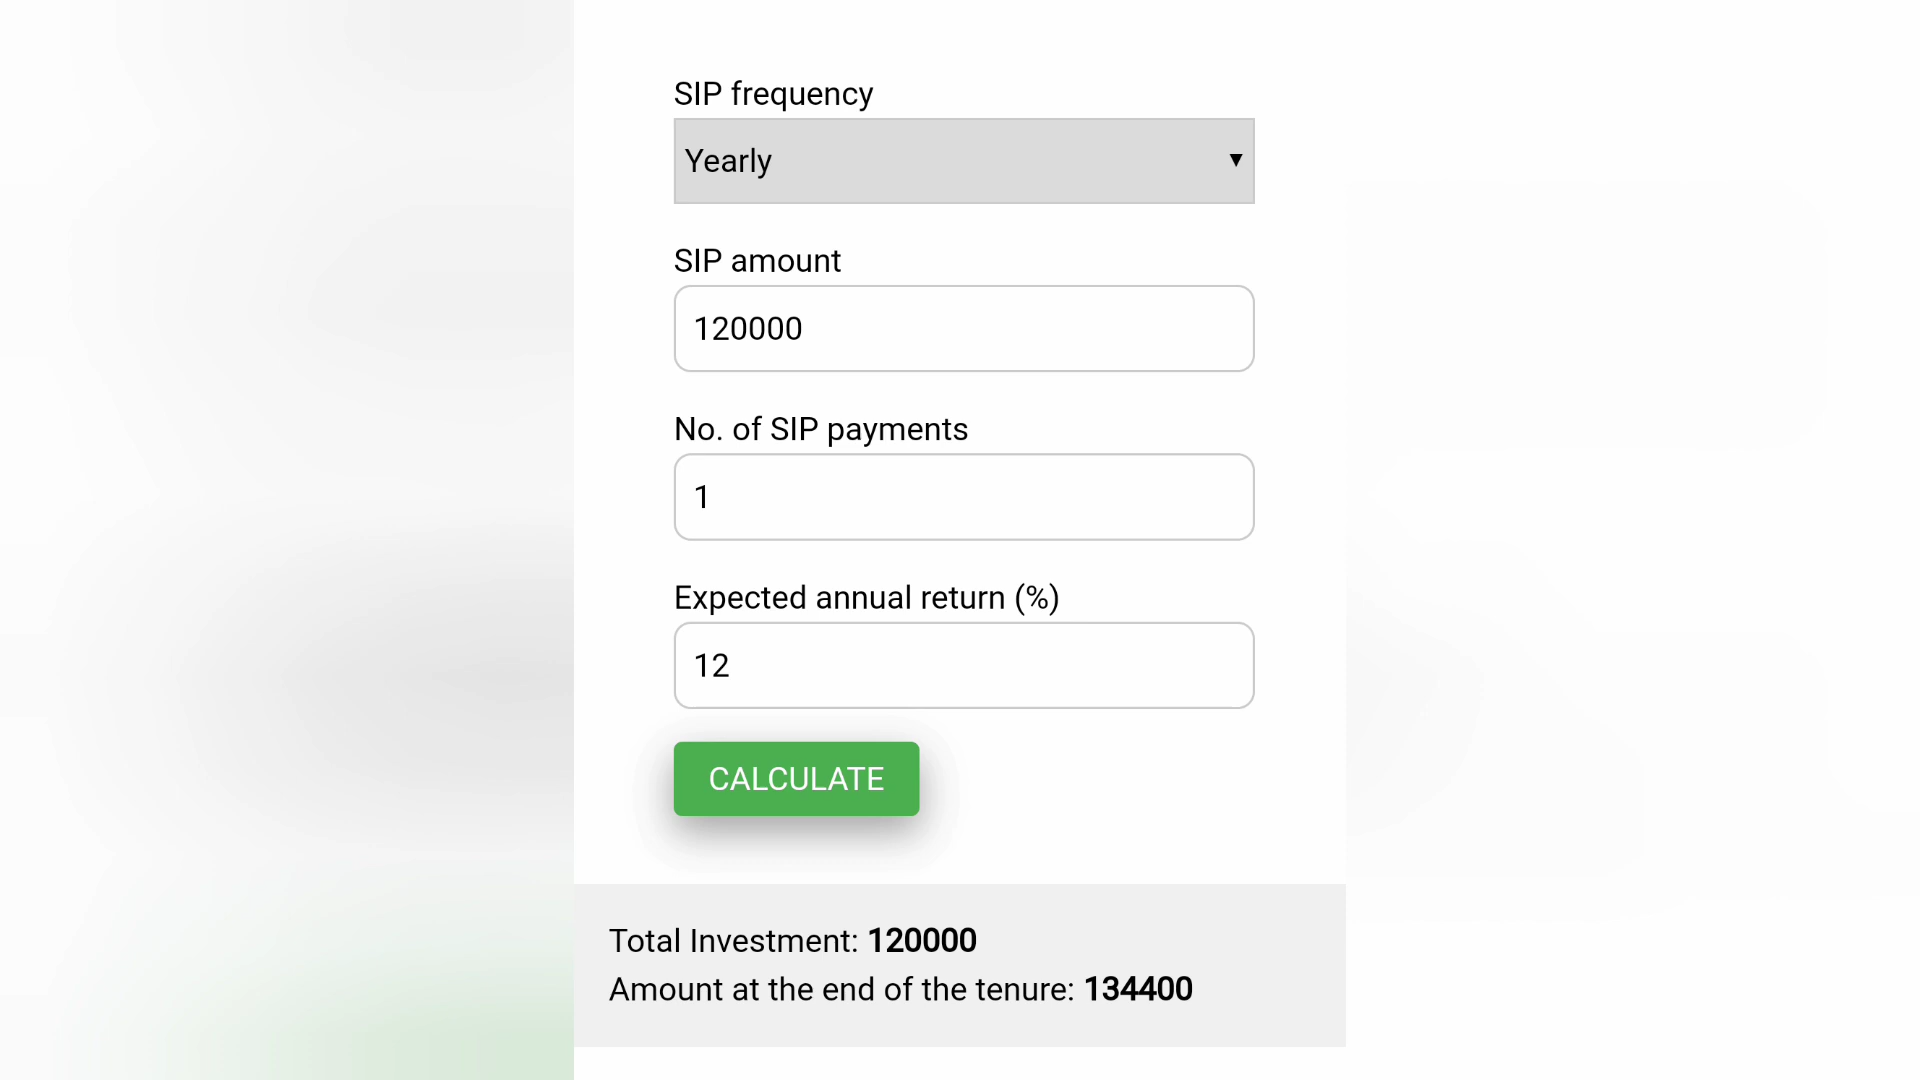 SIP frequency
Yearly
SIP amount
120000
No. of SIP payments
1
Expected annual return (%)
12
CALCULATE
Total Investment: 120000
Amount at the end of the tenure: 134400